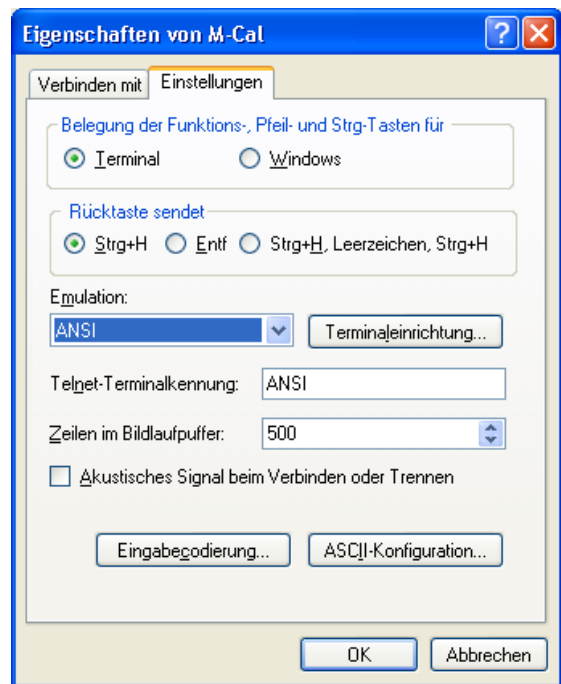 Eigenschaften von M-Cal
Verbinden mit Einstellungen
Belegung der Funktions-, Pfeil- und Strg-Tasten für
Terminal Windows
Rücktaste sendet
Strg+H Entf Strg+H, Leerzeichen, Strg+H
Emulation:
ANSI Terminaleinrichtung...
Telnet-Terminalkennung: ANSI
Zeilen im Bildlaufpuffer: 500
Akustisches Signal beim Verbinden oder Trennen
Eingabecodierung... ASCII-Konfiguration...
OK Abbrechen